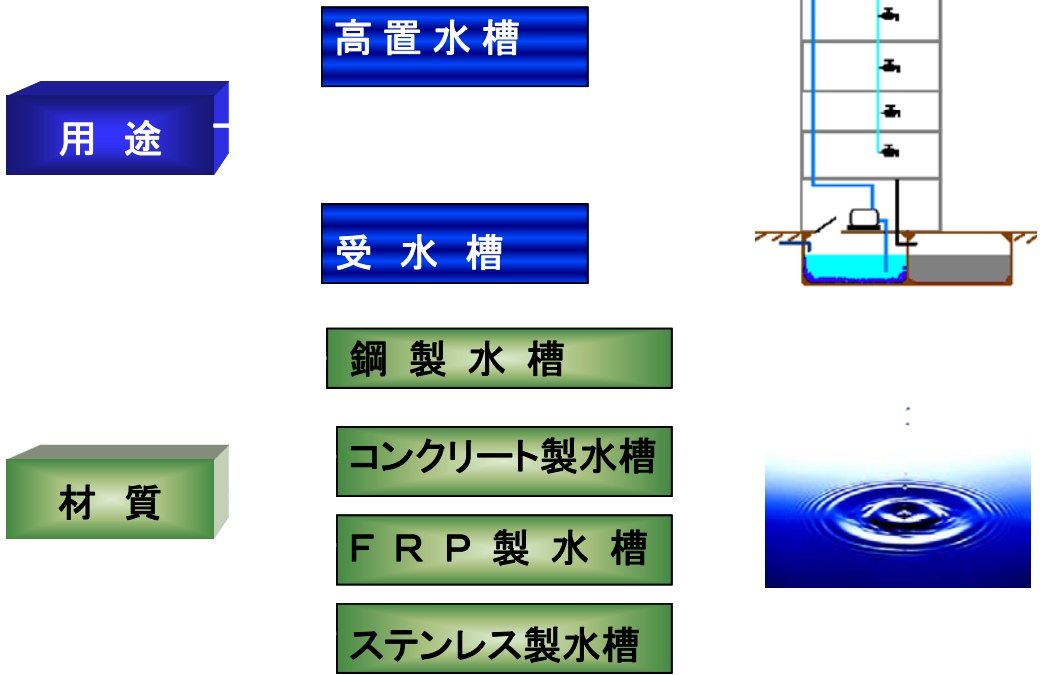 高置水槽
用途
受水槽
鋼製水槽
コンクリート製水槽
材質
ＦＲＰ製水槽
ステンレス製水槽